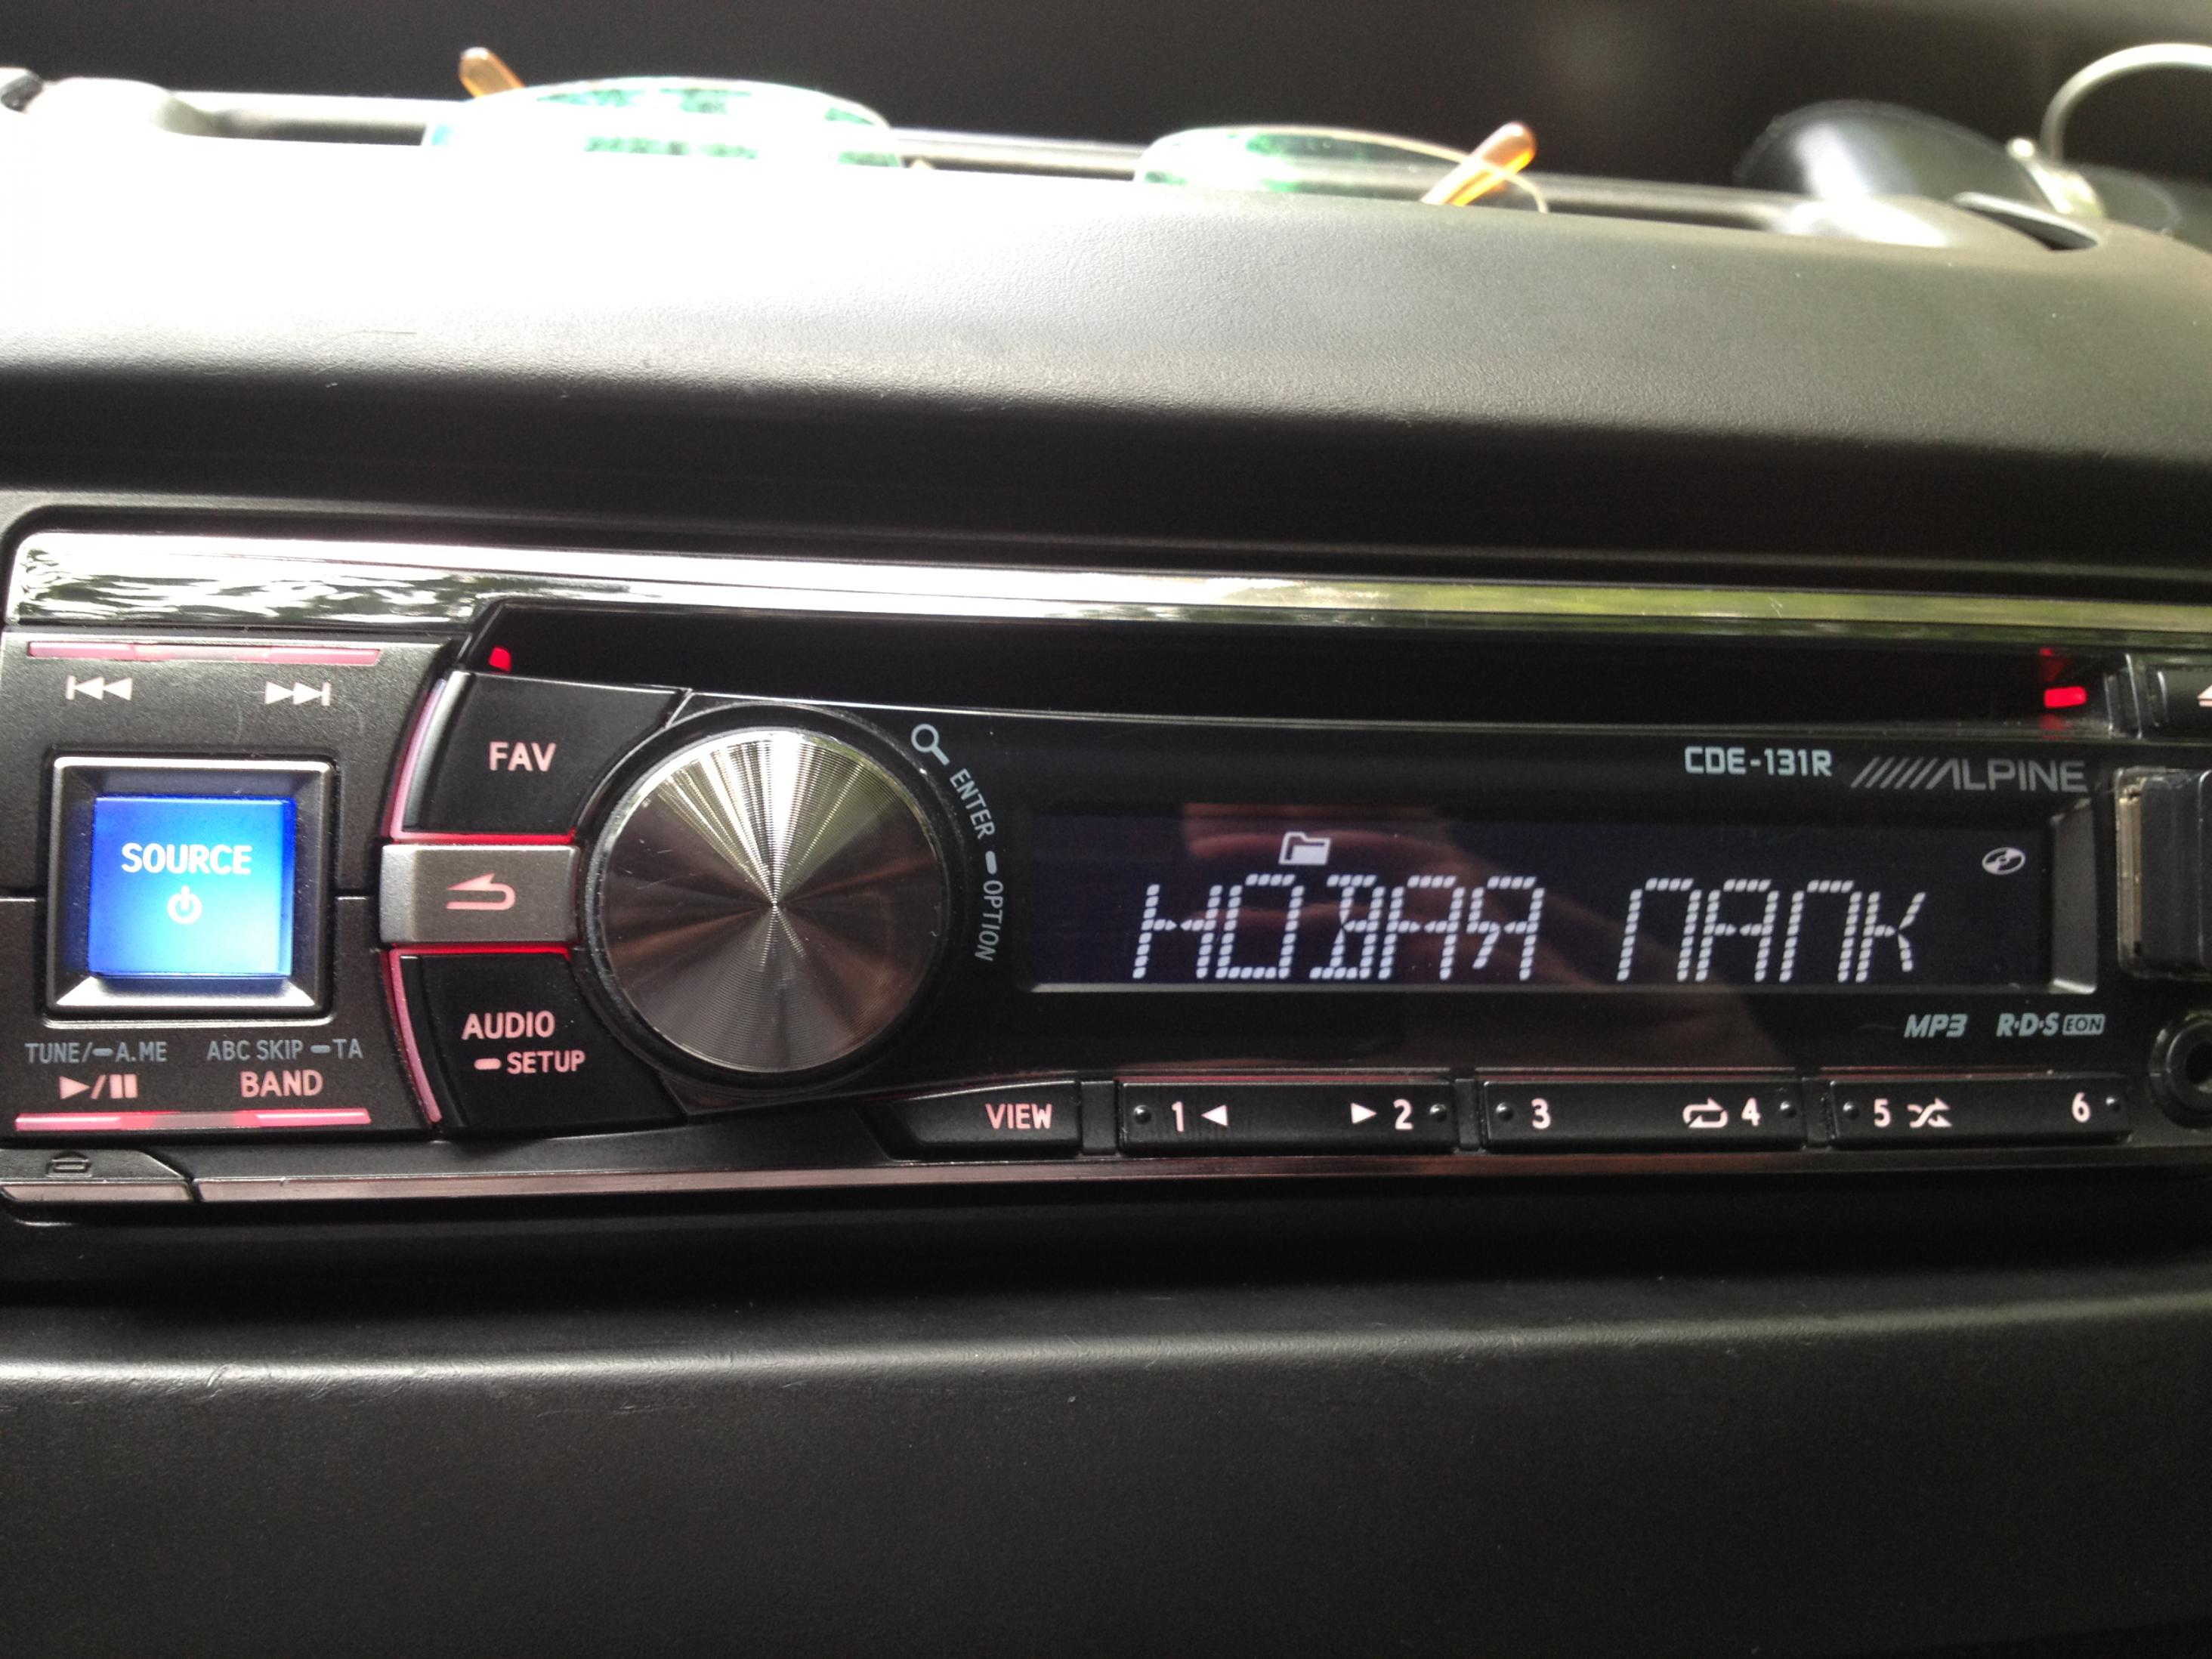 FAV
ENTER
OPTION
CDE-131R ALPINE
SOURCE
НОВАЯ ПАПК
AUDIO
SETUP
MP3 R·D·S EON
TUNE/ A.ME ABC SKIP TA
BAND
VIEW 1 2 3 4 5 6